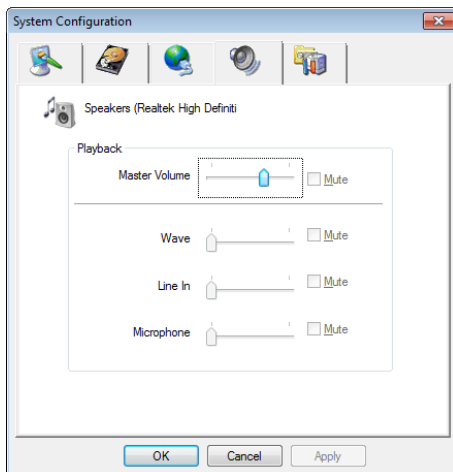 System Configuration
Speakers (Realtek High Definiti
Playback
Master Volume Mute
Wave Mute
Line In Mute
Microphone Mute
OK Cancel Apply